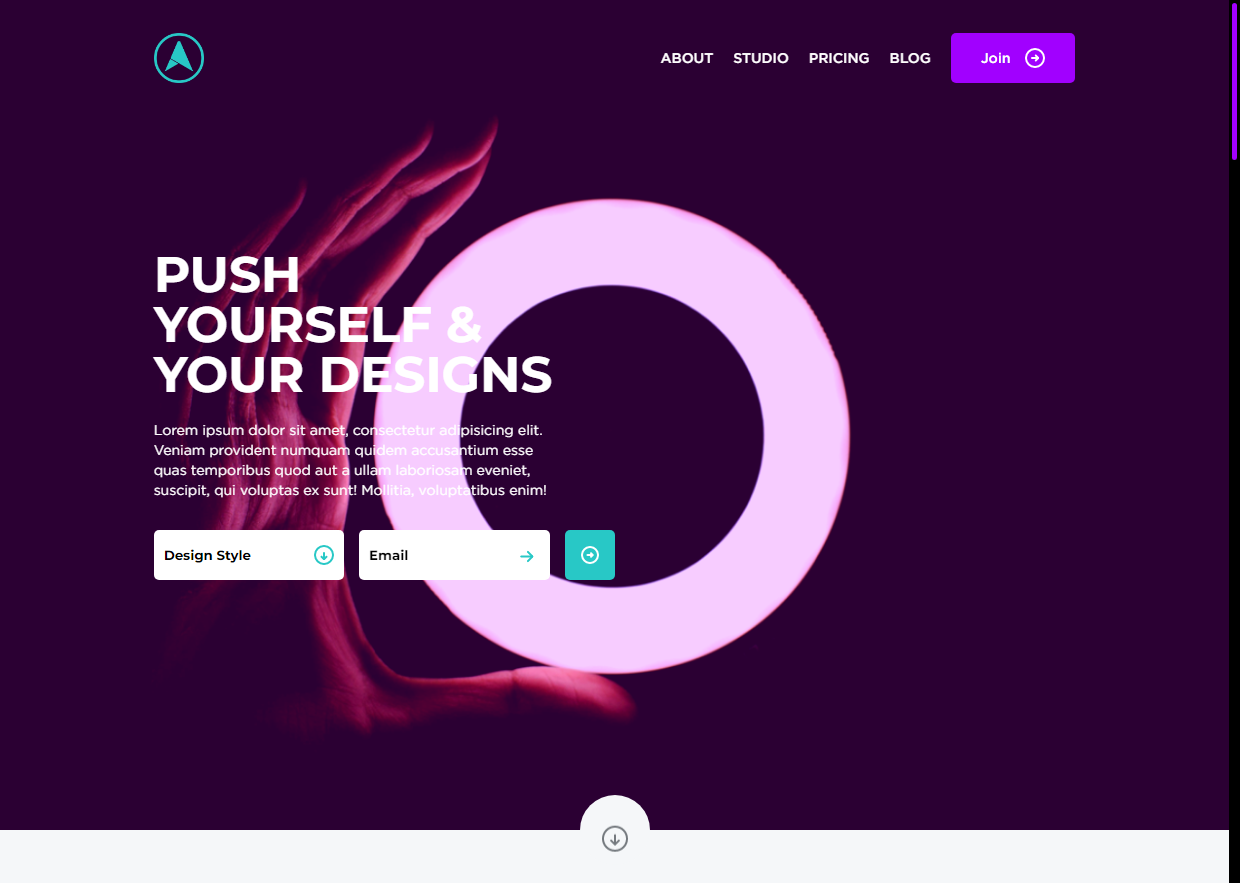 ABOUT STUDIO PRICING BLOG Join
PUSH
YOURSELF &
YOUR DESIGNS
Lorem ipsum dolor sit amet, consectetur adipisicing elit.
Veniam provident numquam quidem accusantium esse
quas temporibus quod aut a ullam laboriosam eveniet,
suscipit, qui voluptas ex sunt! Mollitia, voluptatibus enim!
Design Style Email